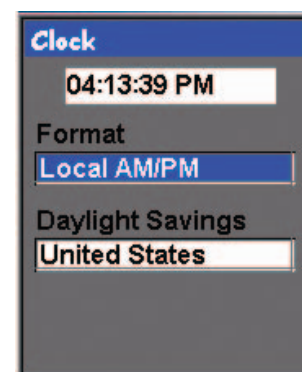 Clock
04:13:39 PM
Format
Local AM/PM
Daylight Savings
United States